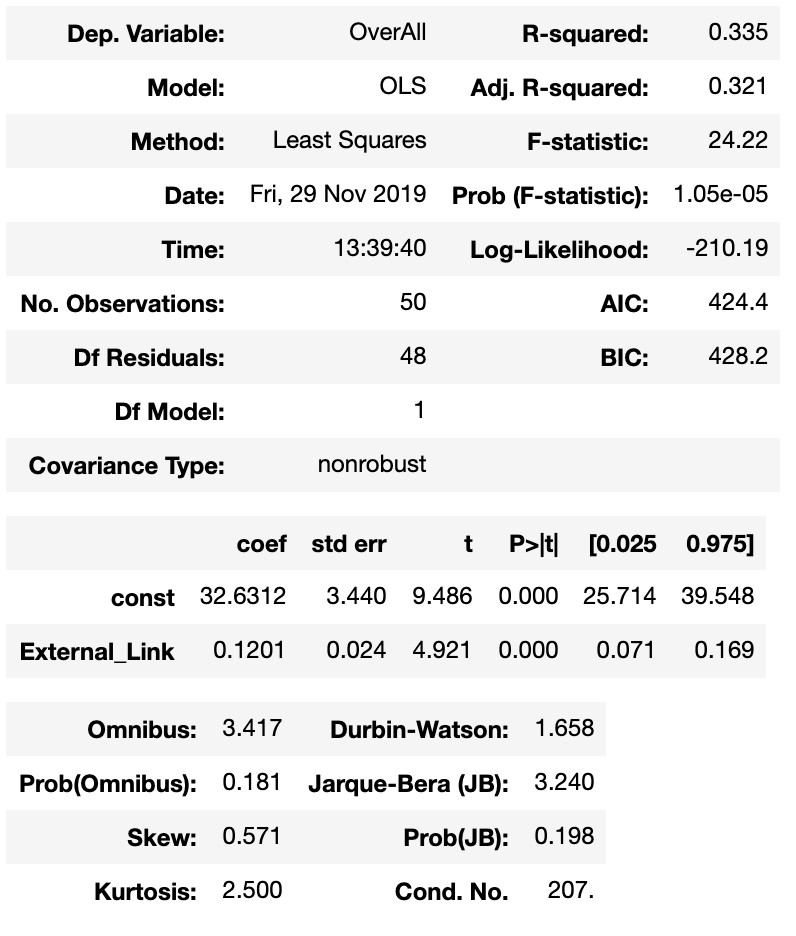 Dep. Variable: OverAll R-squared: 0.335
Model: OLS Adj. R-squared: 0.321
Method: Least Squares F-statistic: 24.22
Date: Fri, 29 Nov 2019 Prob (F-statistic): 1.05e-05
Time: 13:39:40 Log-Likelihood: -210.19
No. Observations: 50 AIC: 424.4
Df Residuals: 48 BIC: 428.2
Df Model: 1
Covariance Type: nonrobust
coef std err t P>|t| [0.025 0.975]
const 32.6312 3.440 9.486 0.000 25.714 39.548
External_Link 0.1201 0.024 4.921 0.000 0.071 0.169
Omnibus: 3.417 Durbin-Watson: 1.658
Prob(Omnibus): 0.181 Jarque-Bera (JB): 3.240
Skew: 0.571 Prob(JB): 0.198
Kurtosis: 2.500 Cond. No. 207.